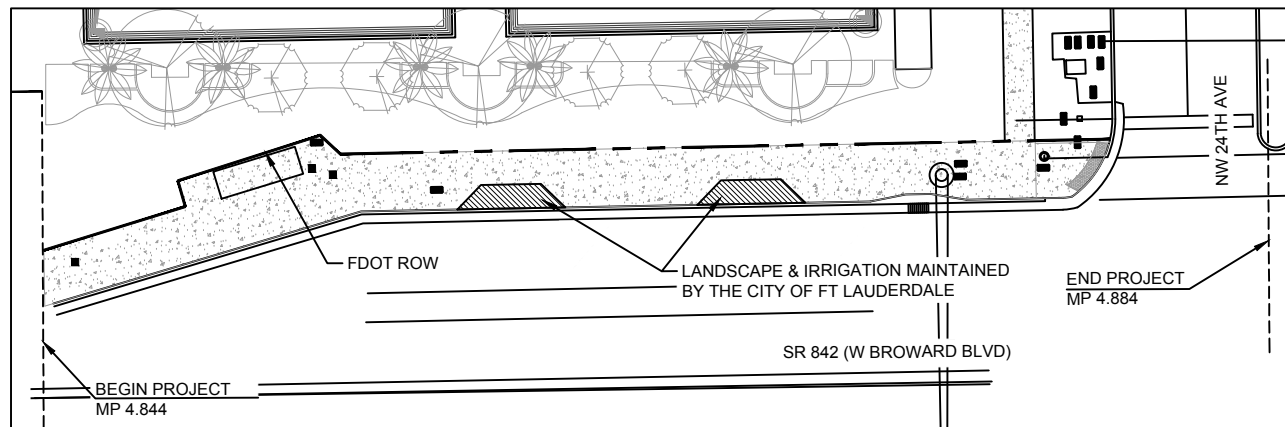 NW 24TH AVE
FDOT ROW
LANDSCAPE & IRRIGATION MAINTAINED
BY THE CITY OF FT LAUDERDALE
END PROJECT
MP 4.884
SR 842 (W BROWARD BLVD)
BEGIN PROJECT
MP 4.844